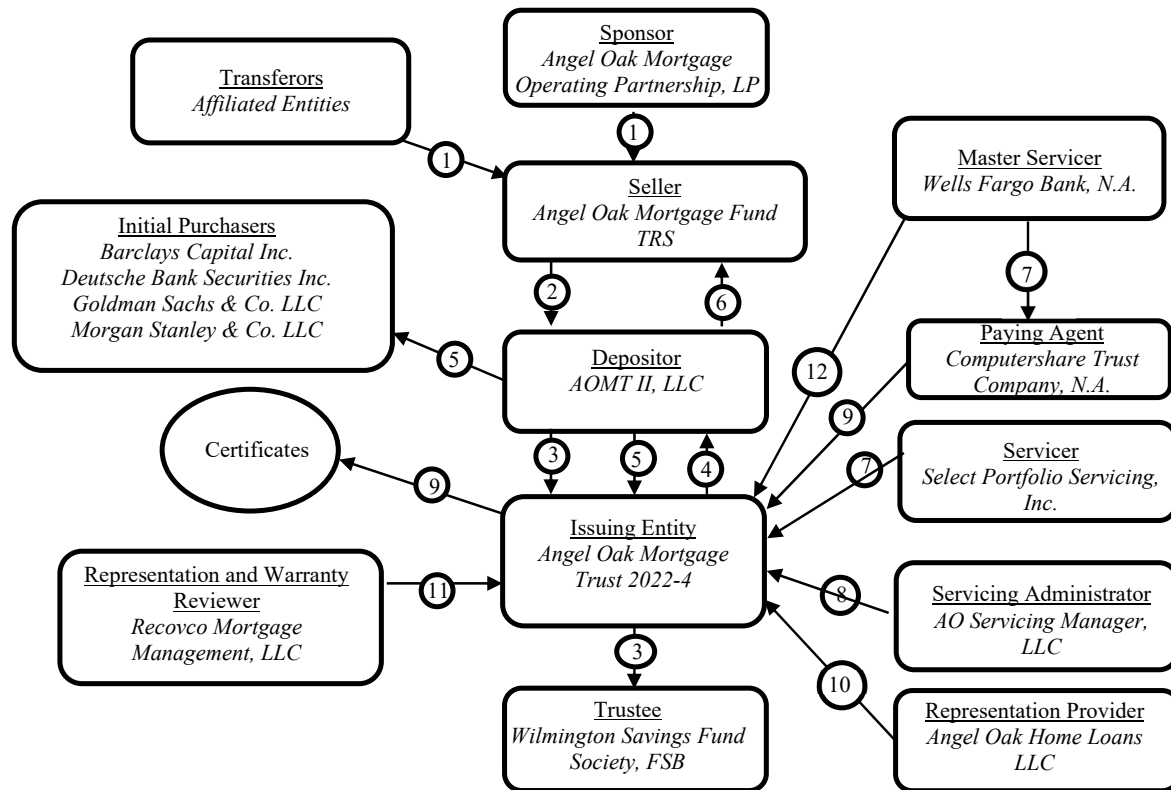 Sponsor
Angel Oak Mortgage
Operating Partnership, LP
Transferors
Affiliated Entities
1
1
Master Servicer
Wells Fargo Bank, N.A.
Seller
Angel Oak Mortgage Fund
TRS
Initial Purchasers
Barclays Capital Inc.
Deutsche Bank Securities Inc.
Goldman Sachs & Co. LLC
Morgan Stanley & Co. LLC
2
6
7
5
Depositor
AOMT II, LLC
12
Paying Agent
Computershare Trust
Company, N.A.
9
Certificates
3
5
4
7
Servicer
Select Portfolio Servicing,
Inc.
9
Issuing Entity
Angel Oak Mortgage
Trust 2022-4
Representation and Warranty
Reviewer
Recovco Mortgage
Management, LLC
11
8
Servicing Administrator
AO Servicing Manager,
LLC
3
10
Trustee
Wilmington Savings Fund
Society, FSB
Representation Provider
Angel Oak Home Loans
LLC